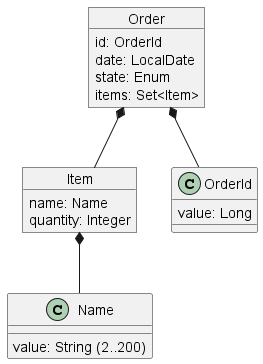 Order
id: OrderId
date: LocalDate
state: Enum
items: Set<Item>
Item
name: Name
quantity: Integer
C OrderId
value: Long
C Name
value: String (2..200)